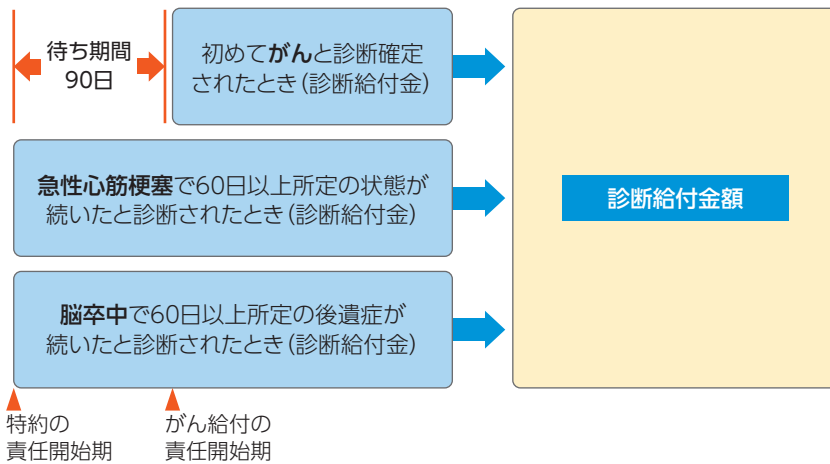 待ち期間
90日
初めてがんと診断確定
されたとき(診断給付金)
急性心筋梗塞で60日以上所定の状態が
続いたと診断されたとき(診断給付金)
診断給付金額
脳卒中で60日以上所定の後遺症が
続いたと診断されたとき(診断給付金)
特約の
責任開始期
がん給付の
責任開始期